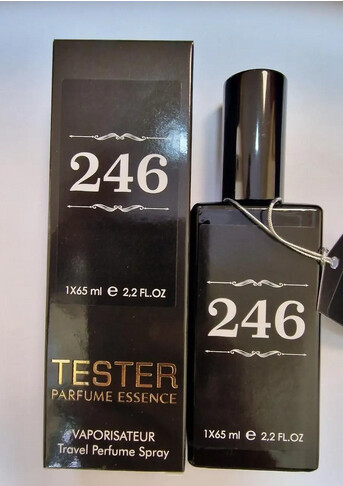 246
1X65 ml e 2,2 FL.OZ
TESTER
PARFUME ESSENCE
VAPORISATEUR
Travel Perfume Spray
246
1X65 ml e 2,2 FL.OZ